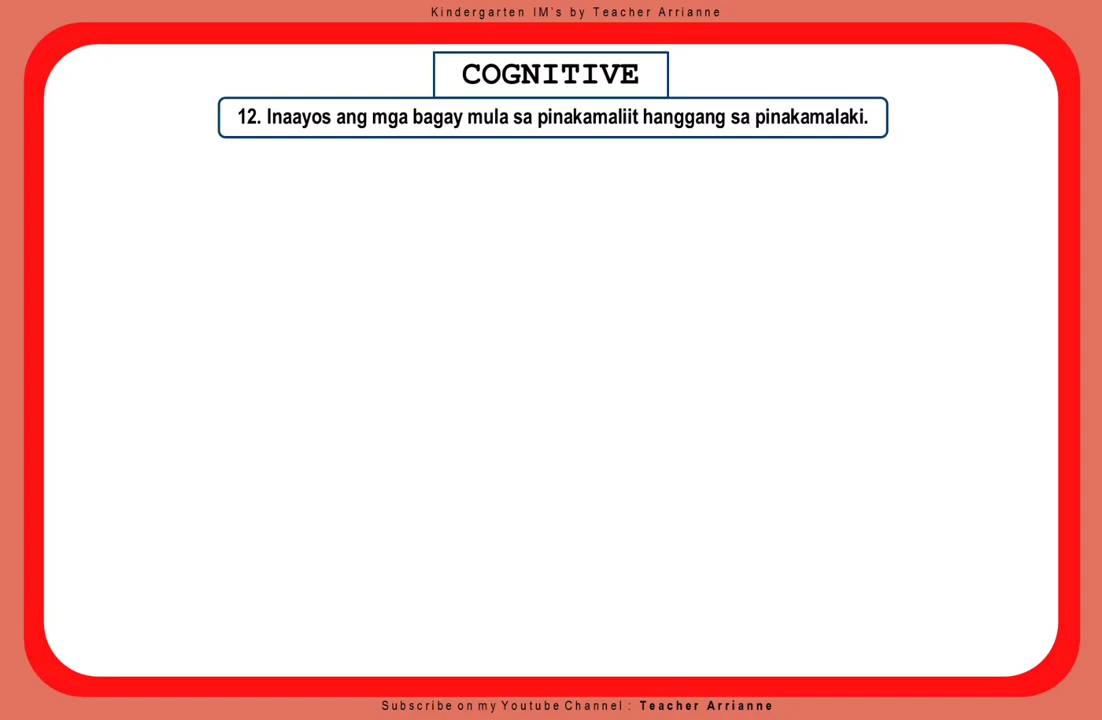 Kindergarten IM's by Teacher Arrianne
COGNITIVE
12. Inaayos ang mga bagay mula sa pinakamaliit hanggang sa pinakamalaki.
Subscribe on my Youtube Channel : Teacher Arrianne